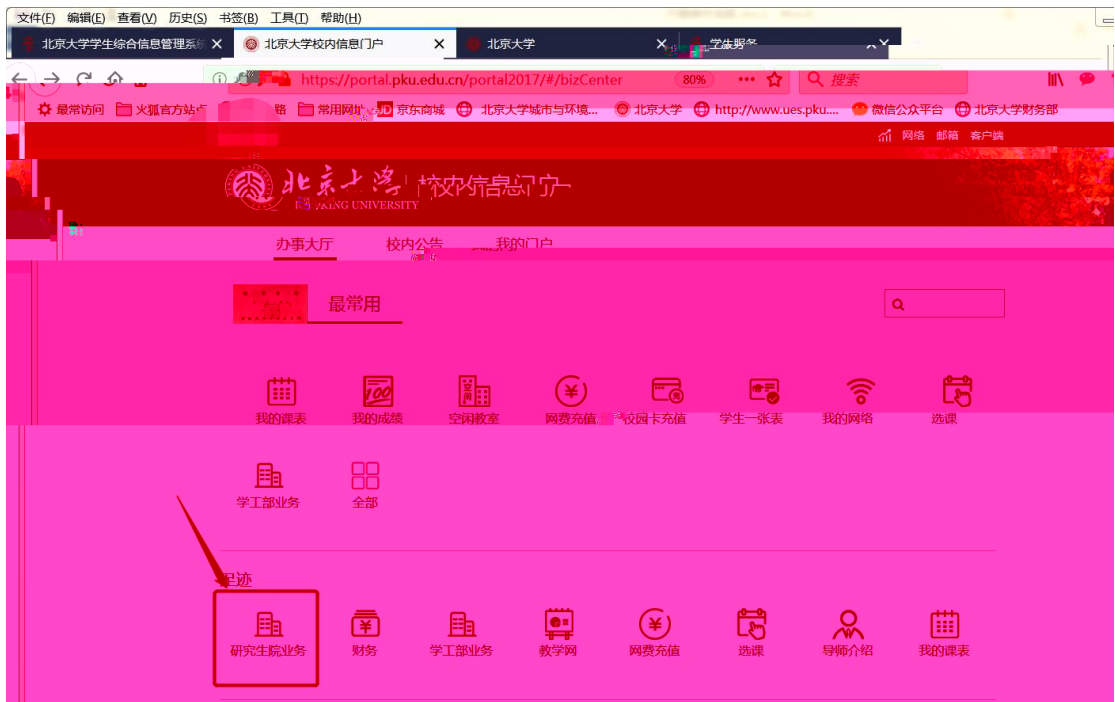 文件(F) 编辑(E) 查看(V) 历史(S) 书签(B) 工具(T) 帮助(H)
北京大学学生综合信息管理系统 × 北京大学校内信息门户 × 北京大学 ×
https://portal.pku.edu.cn/portal2017/#/bizCenter 80% 搜索
最常访问 火狐官方站点 常用网址 JD 京东商城 北京大学城市与环境... 北京大学 http://www.ues.pku.... 微信公众平台 北京大学财务部
网络 邮箱 客户端
北京大学 校内信息门户
PEKING UNIVERSITY
办事大厅 校内公告 我的门户
最常用
我的课表 我的成绩 空闲教室 网费充值 校园卡充值 学生一张表 我的网络 选课
学工部业务 全部
足迹
研究生院业务 财务 学工部业务 教学网 网费充值 选课 导师介绍 我的课表